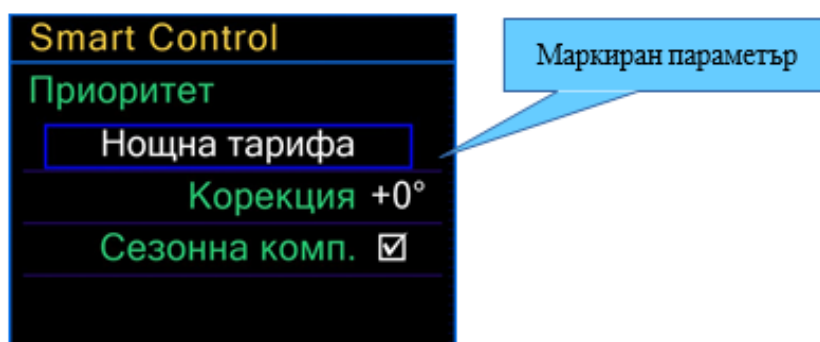 Smart Control
Маркиран параметър
Приоритет
Нощна тарифа
Корекция +0°
Сезонна комп. ☑